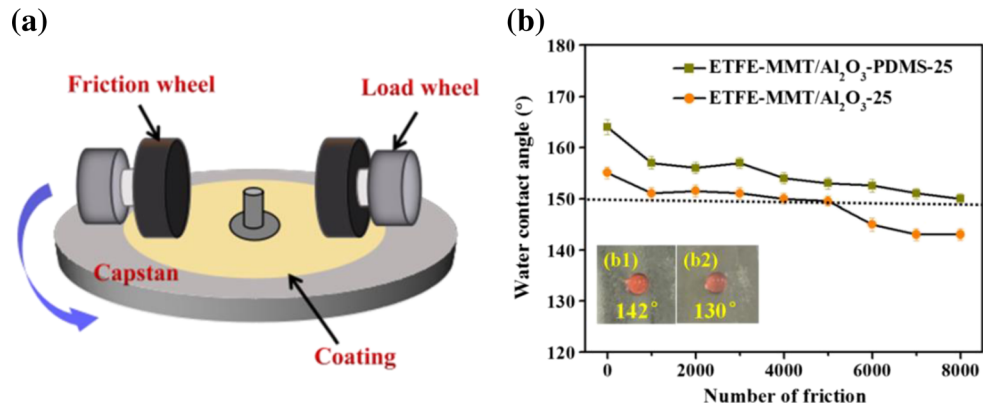 (a)
Friction wheel
Load wheel
Capstan
Coating
(b)
ETFE-MMT/Al₂O₃-PDMS-25
ETFE-MMT/Al₂O₃-25
Water contact angle (°)
180
170
160
150
140
130
120
(b1)
142°
(b2)
130°
0
2000
4000
6000
8000
Number of friction